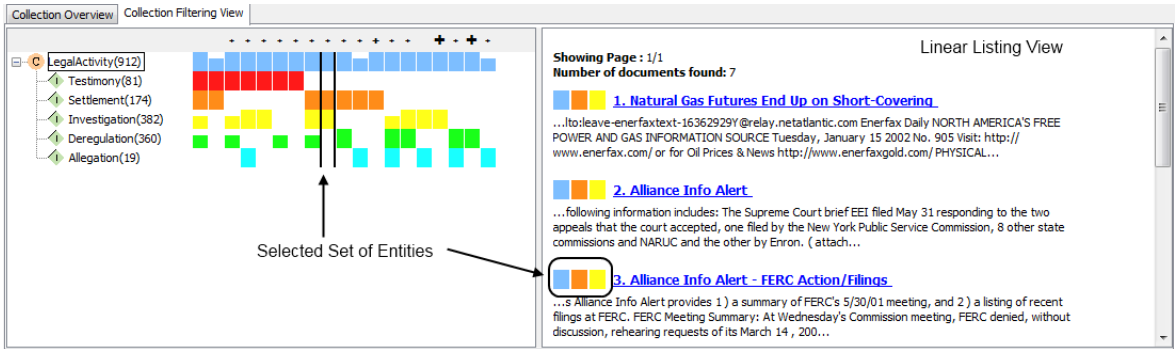 Collection Overview Collection Filtering View
C LegalActivity(912)
I Testimony(81)
I Settlement(174)
I Investigation(382)
I Deregulation(360)
I Allegation(19)
Selected Set of Entities
Linear Listing View
Showing Page : 1/1
Number of documents found: 7
1. Natural Gas Futures End Up on Short-Covering
...lto:leave-enerfaxtext-16362929Y@relay.netatlantic.com Enerfax Daily NORTH AMERICA'S FREE
POWER AND GAS INFORMATION SOURCE Tuesday, January 15 2002 No. 905 Visit: http://
www.enerfax.com/ or for Oil Prices & News http://www.enerfaxgold.com/ PHYSICAL...
2. Alliance Info Alert
...following information includes: The Supreme Court brief EEI filed May 31 responding to the two
appeals that the court accepted, one filed by the New York Public Service Commission, 8 other state
commissions and NARUC and the other by Enron. ( attach...
3. Alliance Info Alert - FERC Action/Filings
...s Alliance Info Alert provides 1 ) a summary of FERC's 5/30/01 meeting, and 2 ) a listing of recent
filings at FERC. FERC Meeting Summary: At Wednesday's Commission meeting, FERC denied, without
discussion, rehearing requests of its March 14 , 200...